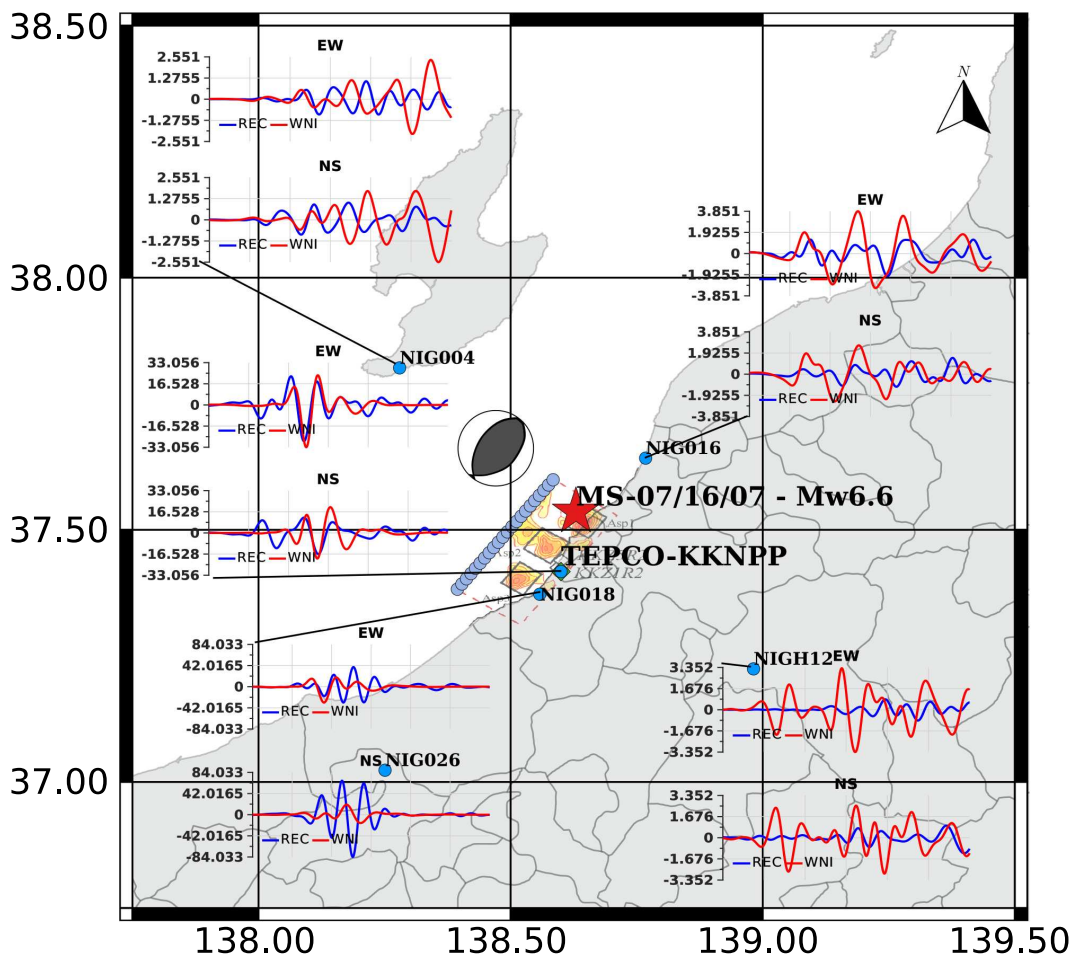 38.50
38.00
37.50
37.00
138.00
138.50
139.00
139.50
N
EW
2.551
1.2755
0
-1.2755
-2.551
REC
WNI
NS
2.551
1.2755
0
-1.2755
-2.551
REC
WNI
NIG004
EW
33.056
16.528
0
-16.528
-33.056
REC
WNI
NS
33.056
16.528
0
-16.528
-33.056
REC
WNI
EW
84.033
42.0165
0
-42.0165
-84.033
REC
WNI
NS
84.033
42.0165
0
-42.0165
-84.033
REC
WNI
NIG026
EW
3.851
1.9255
0
-1.9255
-3.851
REC
WNI
NS
3.851
1.9255
0
-1.9255
-3.851
REC
WNI
NIG016
MS-07/16/07 - Mw6.6
Asp1
Asp2
TEPCO-KKNPP
KKZ1R2
NIG018
NIGH12
EW
3.352
1.676
0
-1.676
-3.352
REC
WNI
NS
3.352
1.676
0
-1.676
-3.352
REC
WNI